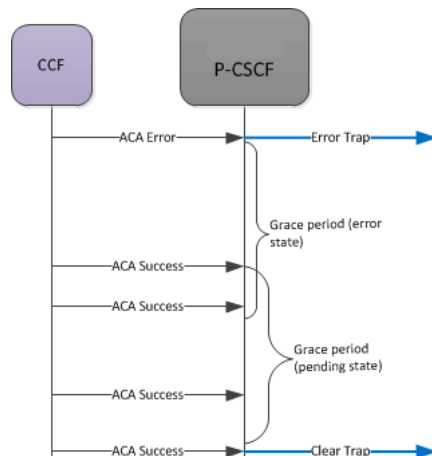 CCF
P-CSCF
ACA Error
Error Trap
Grace period (error
state)
ACA Success
ACA Success
Grace period
(pending state)
ACA Success
ACA Success
Clear Trap